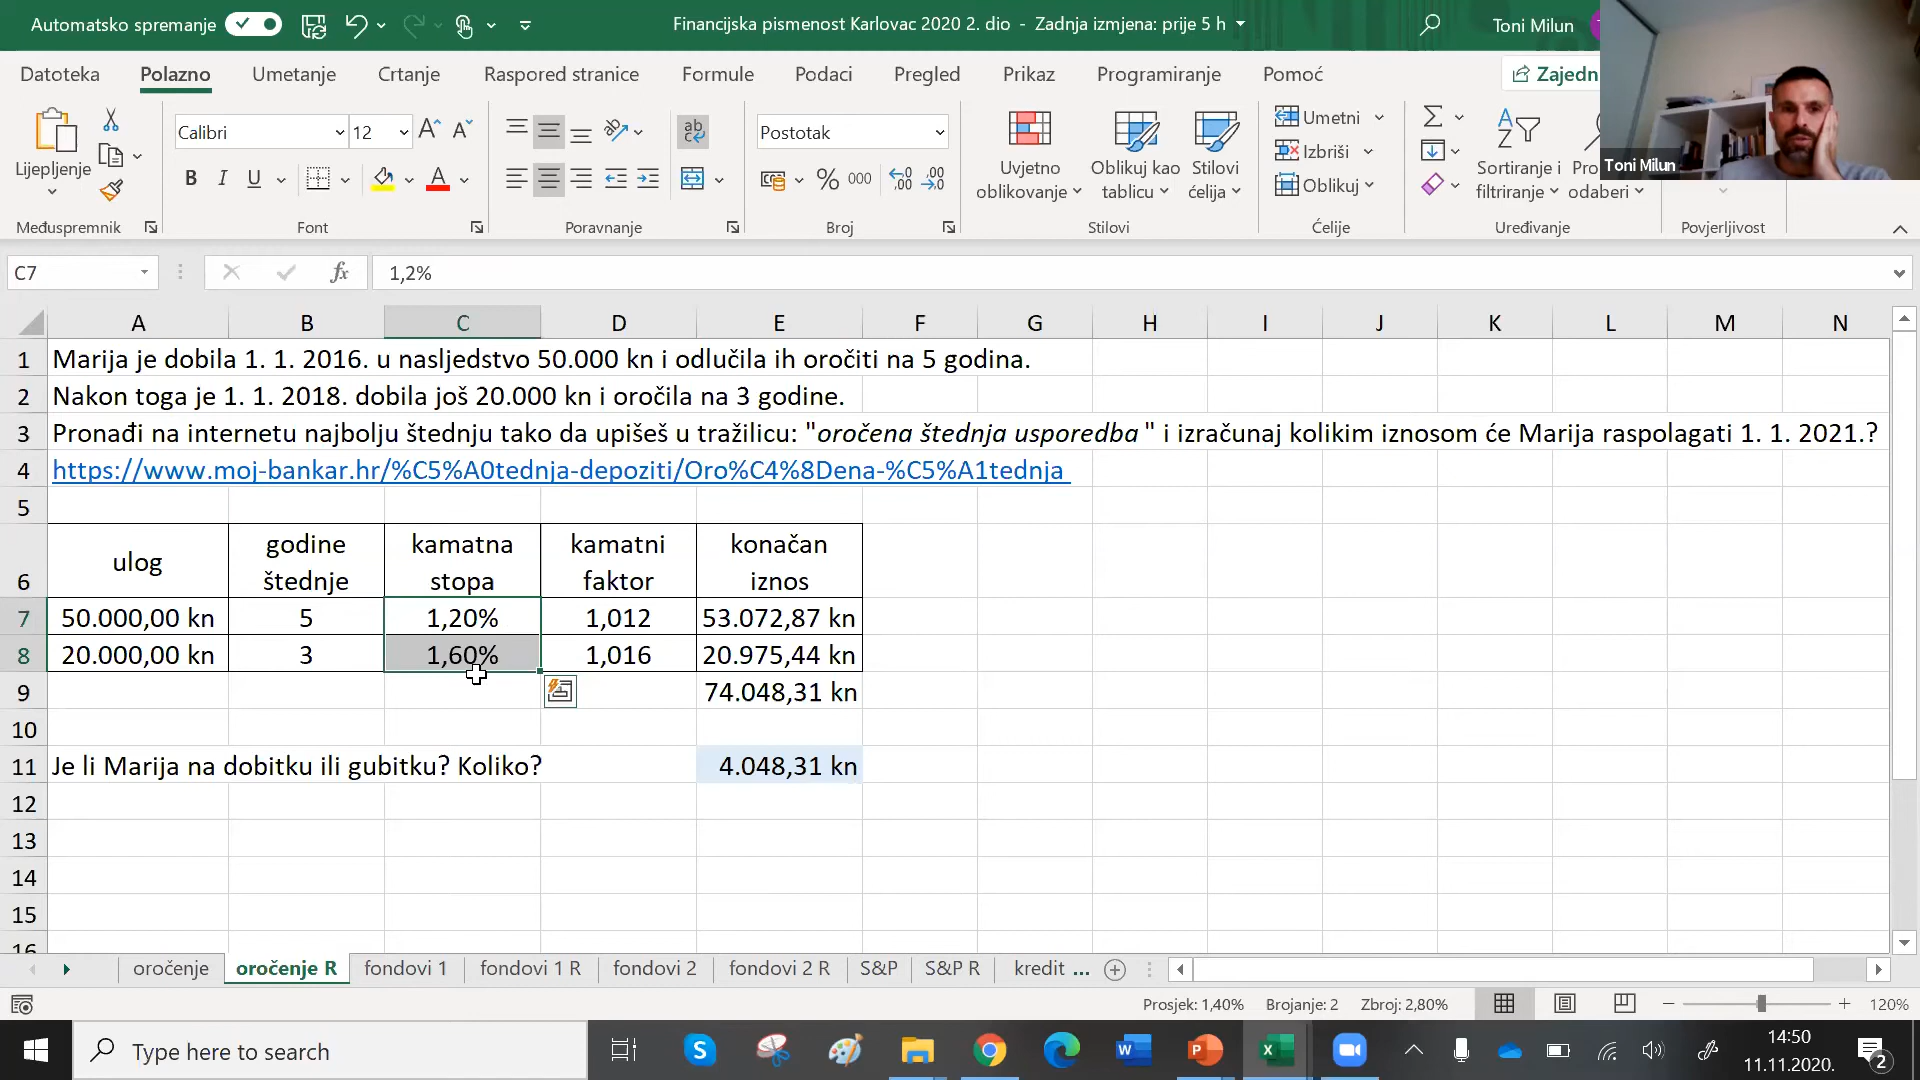 Automatsko spremanje
Financijska pismenost Karlovac 2020 2. dio - Zadnja izmjena: prije 5 h
Toni Milun
Datoteka Polazno Umetanje Crtanje Raspored stranice Formule Podaci Pregled Prikaz Programiranje Pomoć Zajedn
Calibri 12
Postotak
Umetni
Izbriši
Oblikuj
Lijepljenje
B I U
% 000
Uvjetno oblikovanje
Oblikuj kao tablicu
Stilovi ćelija
Sortiranje i filtriranje
Pro
odaberi
Toni Milun
Međuspremnik Font Poravnanje Broj Stilovi Ćelije Uređivanje Povjerljivost
C7 fx 1,2%
A B C D E F G H I J K L M N
1 Marija je dobila 1. 1. 2016. u nasljedstvo 50.000 kn i odlučila ih oročiti na 5 godina.
2 Nakon toga je 1. 1. 2018. dobila još 20.000 kn i oročila na 3 godine.
3 Pronađi na internetu najbolju štednju tako da upišeš u tražilicu: "oročena štednja usporedba " i izračunaj kolikim iznosom će Marija raspolagati 1. 1. 2021.?
4 https://www.moj-bankar.hr/%C5%A0tednja-depoziti/Oro%C4%8Dena-%C5%A1tednja
5
6 ulog godine štednje kamatna stopa kamatni faktor konačan iznos
7 50.000,00 kn 5 1,20% 1,012 53.072,87 kn
8 20.000,00 kn 3 1,60% 1,016 20.975,44 kn
9 74.048,31 kn
10
11 Je li Marija na dobitku ili gubitku? Koliko? 4.048,31 kn
12
13
14
15
16
oročenje oročenje R fondovi 1 fondovi 1 R fondovi 2 fondovi 2 R S&P S&P R kredit ...
Prosjek: 1,40% Brojanje: 2 Zbroj: 2,80% 120%
Type here to search
14:50
11.11.2020.
2